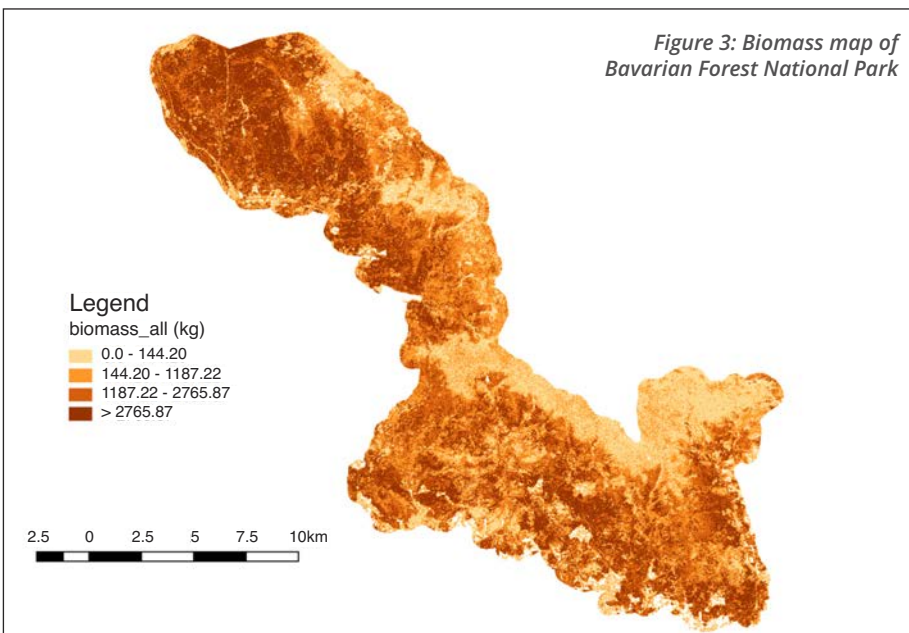 Figure 3: Biomass map of
Bavarian Forest National Park
Legend
biomass_all (kg)
0.0 - 144.20
144.20 - 1187.22
1187.22 - 2765.87
> 2765.87
2.5 0 2.5 5 7.5 10km